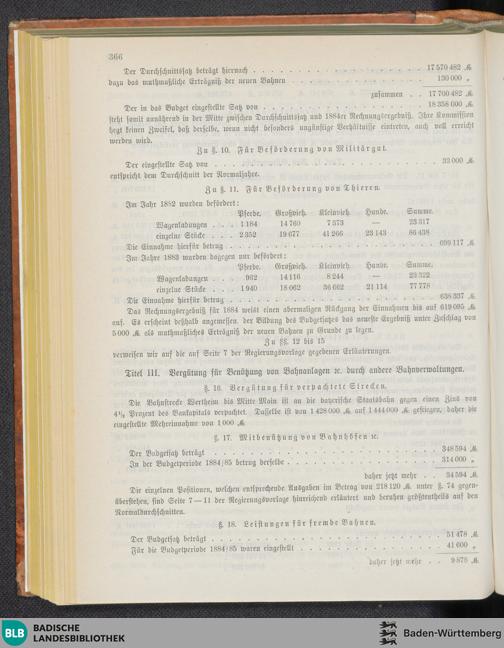 366
Der Durchschnittssatz beträgt hiernach . . . . . . . . . . . . 17 570 482 ℳ
dazu das muthmaßliche Erträgniß der neuen Bahnen . . . . . . . . . . 130 000 „
zusammen . . 17 700 482 ℳ
Der in das Budget eingestellte Satz von . . . . . . . . . . . . 18 358 600 ℳ
steht somit annähernd in der Mitte zwischen Durchschnittssatz und 1884er Rechnungsergebniß. Ihre Kommission
hegt keinen Zweifel, daß derselbe, wenn nicht besonders ungünstige Verhältnisse eintreten, auch voll erreicht
werden wird.
Zu §. 10. Für Beförderung von Militärgut.
Der eingestellte Satz von . . . . . . . . . . . . 33 000 ℳ
entspricht dem Durchschnitt der Normaljahre.
Zu §. 11. Für Beförderung von Thieren.
Im Jahr 1882 wurden befördert:
Pferde. Großvieh. Kleinvieh. Hunde. Summe.
Wagenladungen . . . . 1 184 14 760 7 373 — 23 317
einzelne Stücke . . . 2 352 19 677 41 266 23 143 86 438
Die Einnahme hierfür betrug . . . . . . . . . . . . 699 117 ℳ
Im Jahre 1883 wurden dagegen nur befördert:
Pferde. Großvieh. Kleinvieh. Hunde. Summe.
Wagenladungen . . . . 962 14 116 8 244 — 23 322
einzelne Stücke . . . 1 940 18 062 36 662 21 114 77 778
Die Einnahme hierfür betrug . . . . . . . . . . . . 638 337 ℳ
Das Rechnungsergebniß für 1884 weist einen abermaligen Rückgang der Einnahmen bis auf 619 095 ℳ
auf. Es erscheint deßhalb angemessen, der Bildung des Budgetsatzes das neueste Ergebniß unter Zuschlag von
5 000 ℳ als muthmaßliches Erträgniß der neuen Bahnen zu Grunde zu legen.
Zu §§. 12 bis 15
verweisen wir auf die auf Seite 7 der Regierungsvorlage gegebenen Erläuterungen.
Titel III. Vergütung für Benützung von Bahnanlagen ꝛc. durch andere Bahnverwaltungen.
§. 16. Vergütung für verpachtete Strecken.
Die Bahnstrecke Wertheim bis Mitte Main ist an die bayerische Staatsbahn gegen einen Zins von
4½ Prozent des Baukapitals verpachtet. Dasselbe ist von 1 428 000 ℳ auf 1 444 000 ℳ gestiegen, daher die
eingestellte Mehreinnahme von 1 000 ℳ
§. 17. Mitbenützung von Bahnhöfen ꝛc.
Der Budgetsatz beträgt . . . . . . . . . . . . 348 594 ℳ
In der Budgetperiode 1884/85 betrug derselbe . . . . . . . . . . 314 000 „
daher jetzt mehr . . 34 594 ℳ
Die einzelnen Positionen, welchen entsprechende Ausgaben im Betrag von 218 120 ℳ unter §. 74 gegen-
überstehen, sind Seite 7—11 der Regierungsvorlage hinreichend erläutert und beruhen größtentheils auf den
Normaldurchschnitten.
§. 18. Leistungen für fremde Bahnen.
Der Budgetsatz beträgt . . . . . . . . . . . . 51 478 ℳ
Für die Budgetperiode 1884/85 waren eingestellt . . . . . . . . . . 41 600 „
daher jetzt mehr . . 9 878 ℳ
BLB
BADISCHE
LANDESBIBLIOTHEK
Baden-Württemberg